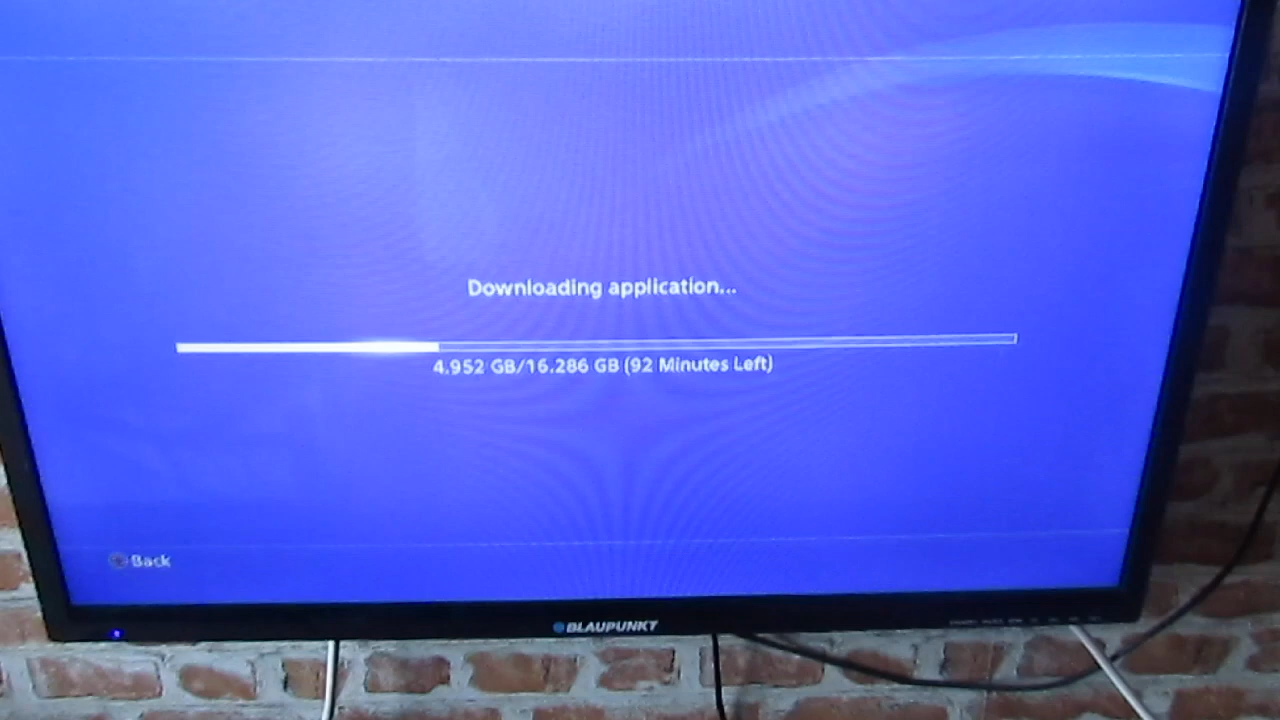 Downloading application...
4.952 GB/16.286 GB (92 Minutes Left)
Back
BLAUPUNKT